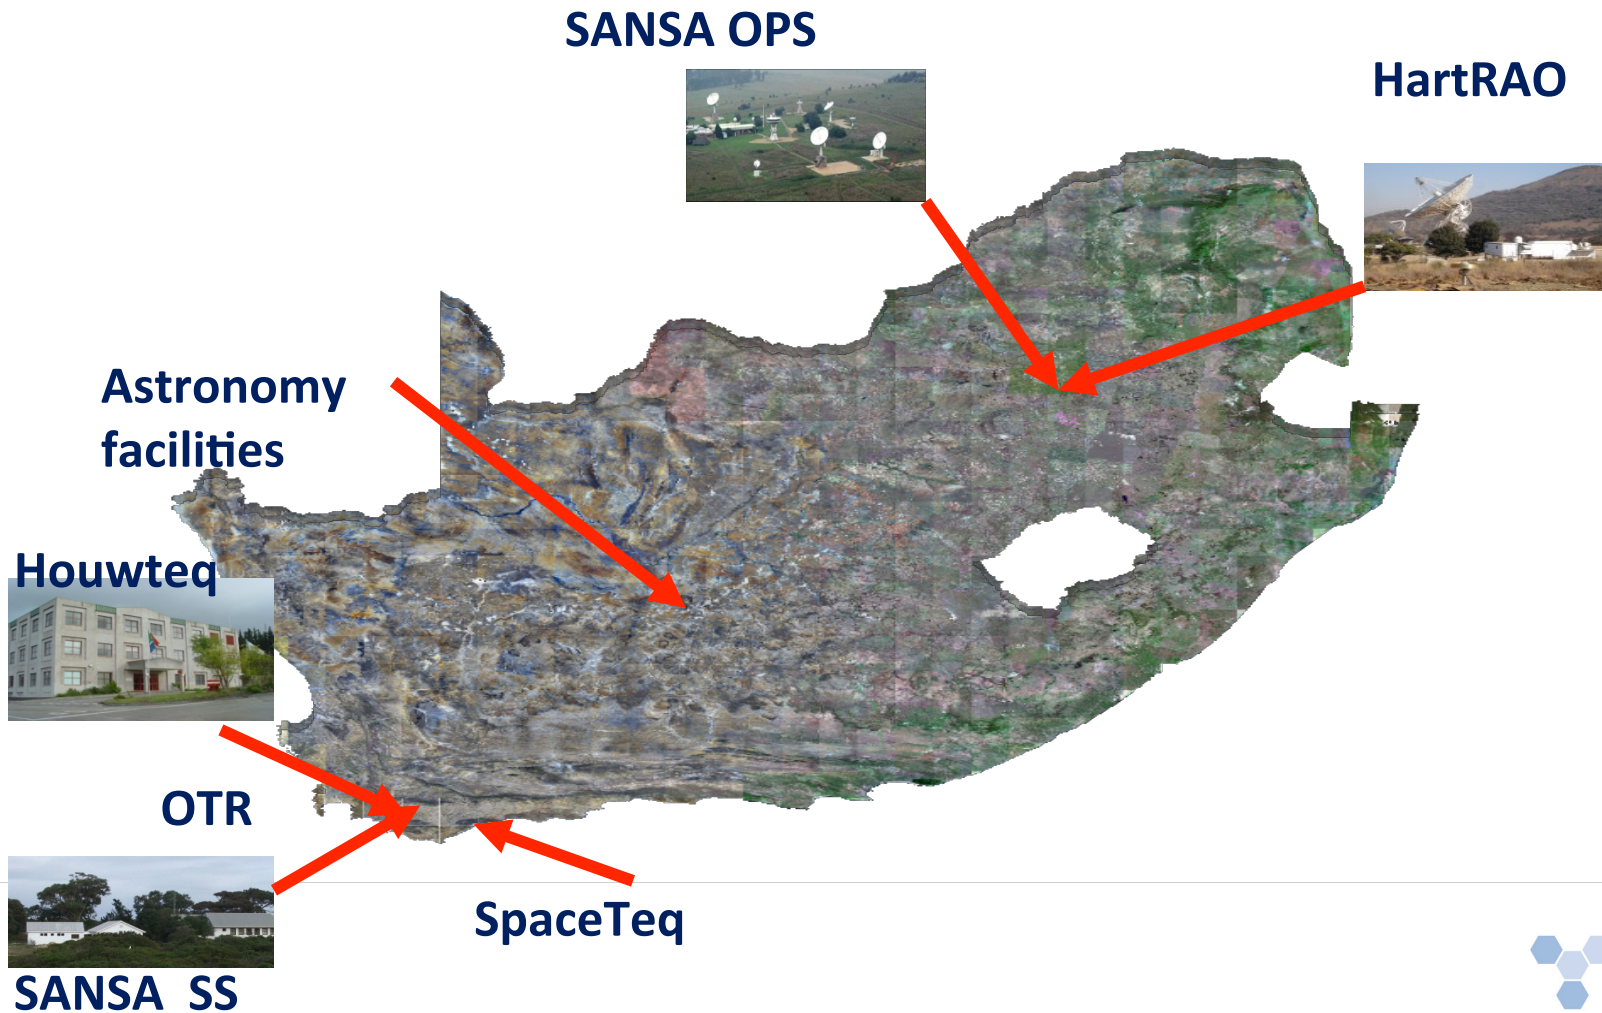 SANSA OPS
HartRAO
Astronomy
facilities
Houwteq
OTR
SpaceTeq
SANSA  SS